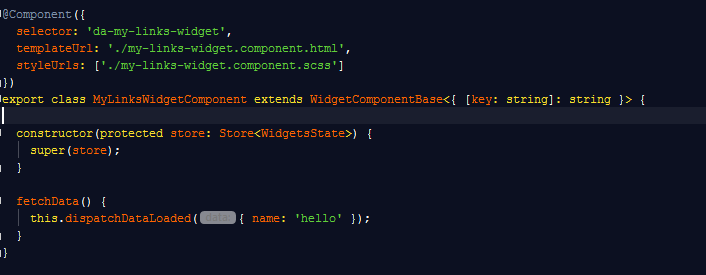 @Component({
  selector: 'da-my-links-widget',
  templateUrl: './my-links-widget.component.html',
  styleUrls: ['./my-links-widget.component.scss']
})
export class MyLinksWidgetComponent extends WidgetComponentBase<{ [key: string]: string }> {
  constructor(protected store: Store<WidgetsState>) {
    super(store);
  }
  fetchData() {
    this.dispatchDataLoaded( data: { name: 'hello' });
  }
}